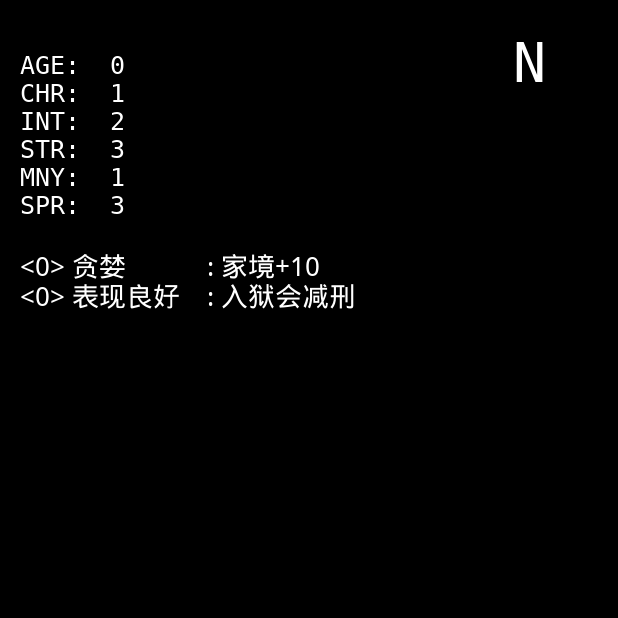 N
AGE: 0
CHR: 1
INT: 2
STR: 3
MNY: 1
SPR: 3
<0> 贪婪 : 家境+10
<0> 表现良好 : 入狱会减刑